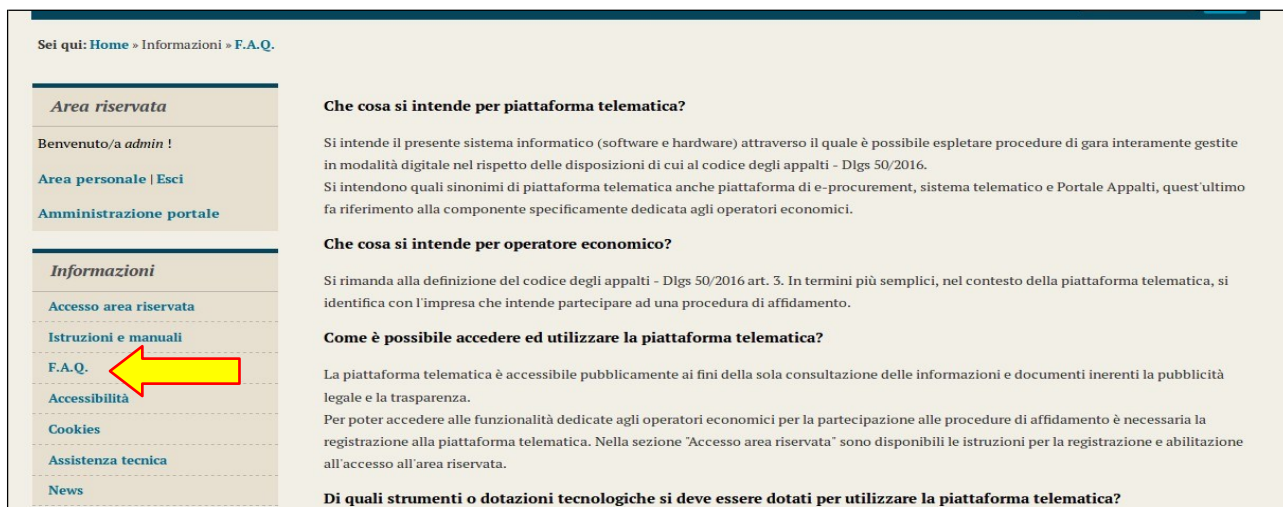 Sei qui: Home » Informazioni » F.A.Q.
Area riservata
Benvenuto/a admin !
Area personale | Esci
Amministrazione portale
Informazioni
Accesso area riservata
Istruzioni e manuali
F.A.Q.
Accessibilità
Cookies
Assistenza tecnica
News
Che cosa si intende per piattaforma telematica?
Si intende il presente sistema informatico (software e hardware) attraverso il quale è possibile espletare procedure di gara interamente gestite
in modalità digitale nel rispetto delle disposizioni di cui al codice degli appalti - Dlgs 50/2016.
Si intendono quali sinonimi di piattaforma telematica anche piattaforma di e-procurement, sistema telematico e Portale Appalti, quest'ultimo
fa riferimento alla componente specificamente dedicata agli operatori economici.
Che cosa si intende per operatore economico?
Si rimanda alla definizione del codice degli appalti - Dlgs 50/2016 art. 3. In termini più semplici, nel contesto della piattaforma telematica, si
identifica con l'impresa che intende partecipare ad una procedura di affidamento.
Come è possibile accedere ed utilizzare la piattaforma telematica?
La piattaforma telematica è accessibile pubblicamente ai fini della sola consultazione delle informazioni e documenti inerenti la pubblicità
legale e la trasparenza.
Per poter accedere alle funzionalità dedicate agli operatori economici per la partecipazione alle procedure di affidamento è necessaria la
registrazione alla piattaforma telematica. Nella sezione "Accesso area riservata" sono disponibili le istruzioni per la registrazione e abilitazione
all'accesso all'area riservata.
Di quali strumenti o dotazioni tecnologiche si deve essere dotati per utilizzare la piattaforma telematica?